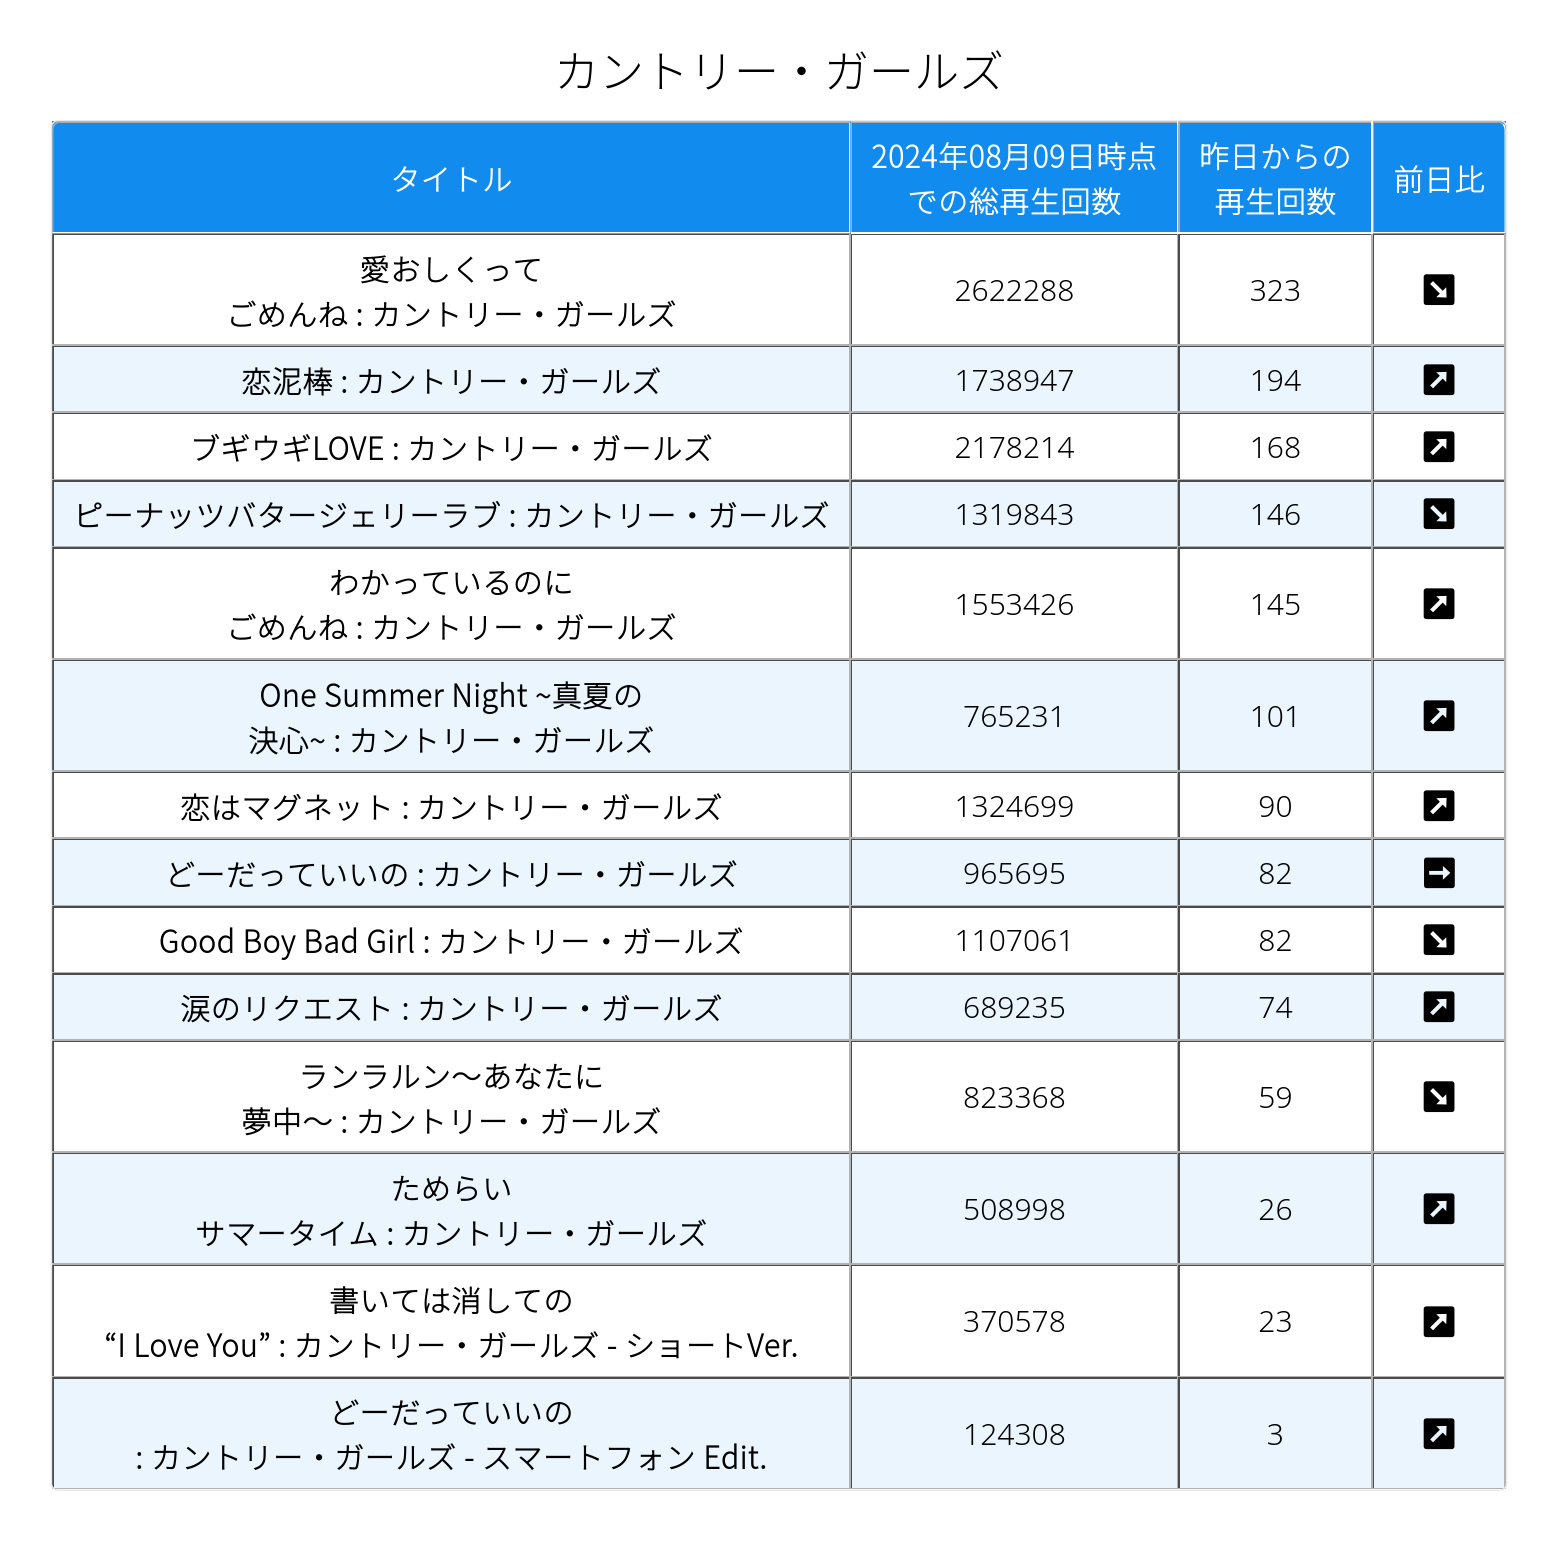 カントリー・ガールズ
タイトル
2024年08月09日時点
での総再生回数
昨日からの
再生回数
前日比
愛おしくって
ごめんね : カントリー・ガールズ
2622288
323
恋泥棒 : カントリー・ガールズ
1738947
194
ブギウギLOVE : カントリー・ガールズ
2178214
168
ピーナッツバタージェリーラブ : カントリー・ガールズ
1319843
146
わかっているのに
ごめんね : カントリー・ガールズ
1553426
145
One Summer Night ~真夏の
決心~ : カントリー・ガールズ
765231
101
恋はマグネット : カントリー・ガールズ
1324699
90
どーだっていいの : カントリー・ガールズ
965695
82
Good Boy Bad Girl : カントリー・ガールズ
1107061
82
涙のリクエスト : カントリー・ガールズ
689235
74
ランラルン～あなたに
夢中～ : カントリー・ガールズ
823368
59
ためらい
サマータイム : カントリー・ガールズ
508998
26
書いては消しての
“I Love You” : カントリー・ガールズ - ショートVer.
370578
23
どーだっていいの
: カントリー・ガールズ - スマートフォン Edit.
124308
3